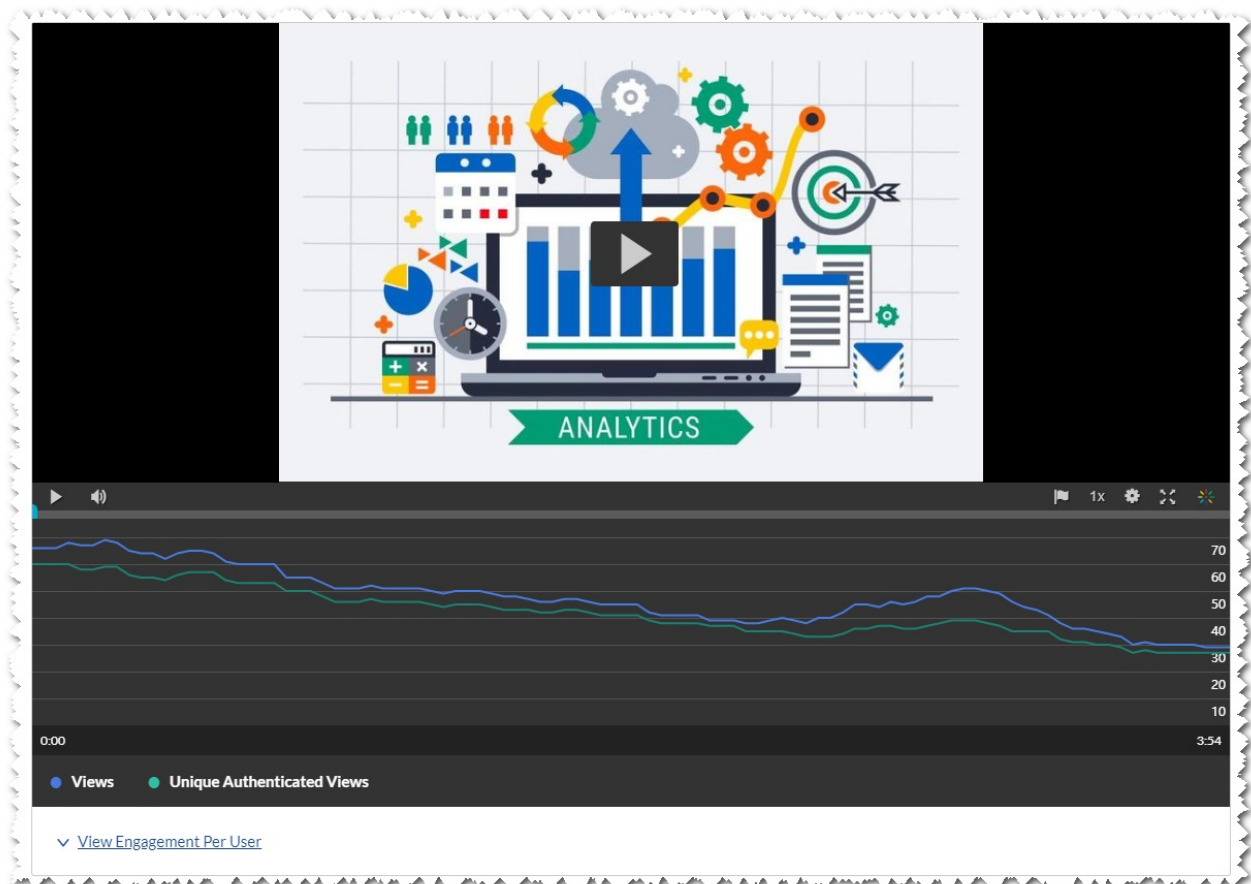 ANALYTICS
1x
70
60
50
40
30
20
10
0:00 3:54
Views Unique Authenticated Views
View Engagement Per User